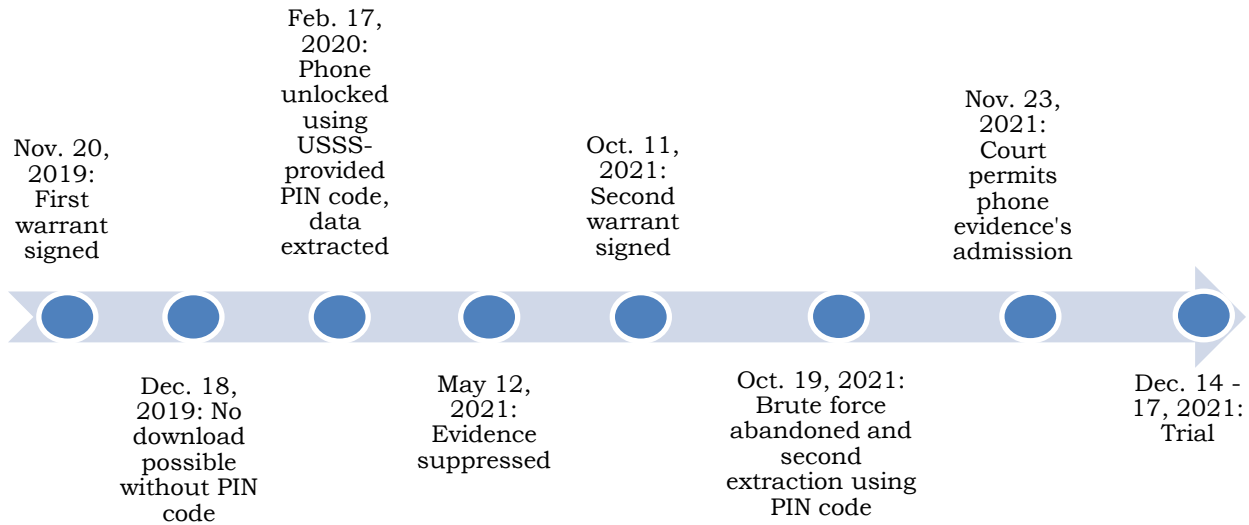 Nov. 20,
2019:
First
warrant
signed
Dec. 18,
2019: No
download
possible
without PIN
code
Feb. 17,
2020:
Phone
unlocked
using
USSS-
provided
PIN code,
data
extracted
May 12,
2021:
Evidence
suppressed
Oct. 11,
2021:
Second
warrant
signed
Oct. 19, 2021:
Brute force
abandoned and
second
extraction using
PIN code
Nov. 23,
2021:
Court
permits
phone
evidence's
admission
Dec. 14 -
17, 2021:
Trial